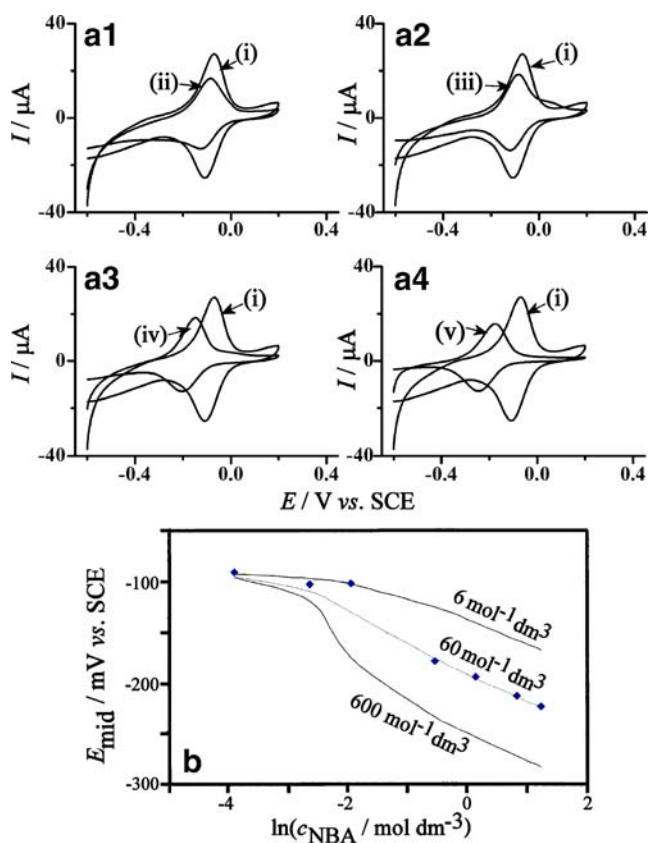 a1
40
(i)
(ii)
0
-40
-0.4
0.0
0.4
I / µA
a2
40
(i)
(iii)
0
-40
-0.4
0.0
0.4
I / µA
a3
40
(i)
(iv)
0
-40
-0.4
0.0
0.4
I / µA
a4
40
(i)
(v)
0
-40
-0.4
0.0
0.4
I / µA
E / V vs. SCE
-100
-200
-300
E_mid / mV vs. SCE
6 mol⁻¹dm³
60 mol⁻¹dm³
600 mol⁻¹dm³
b
-4
-2
0
2
ln(c_NBA / mol dm⁻³)